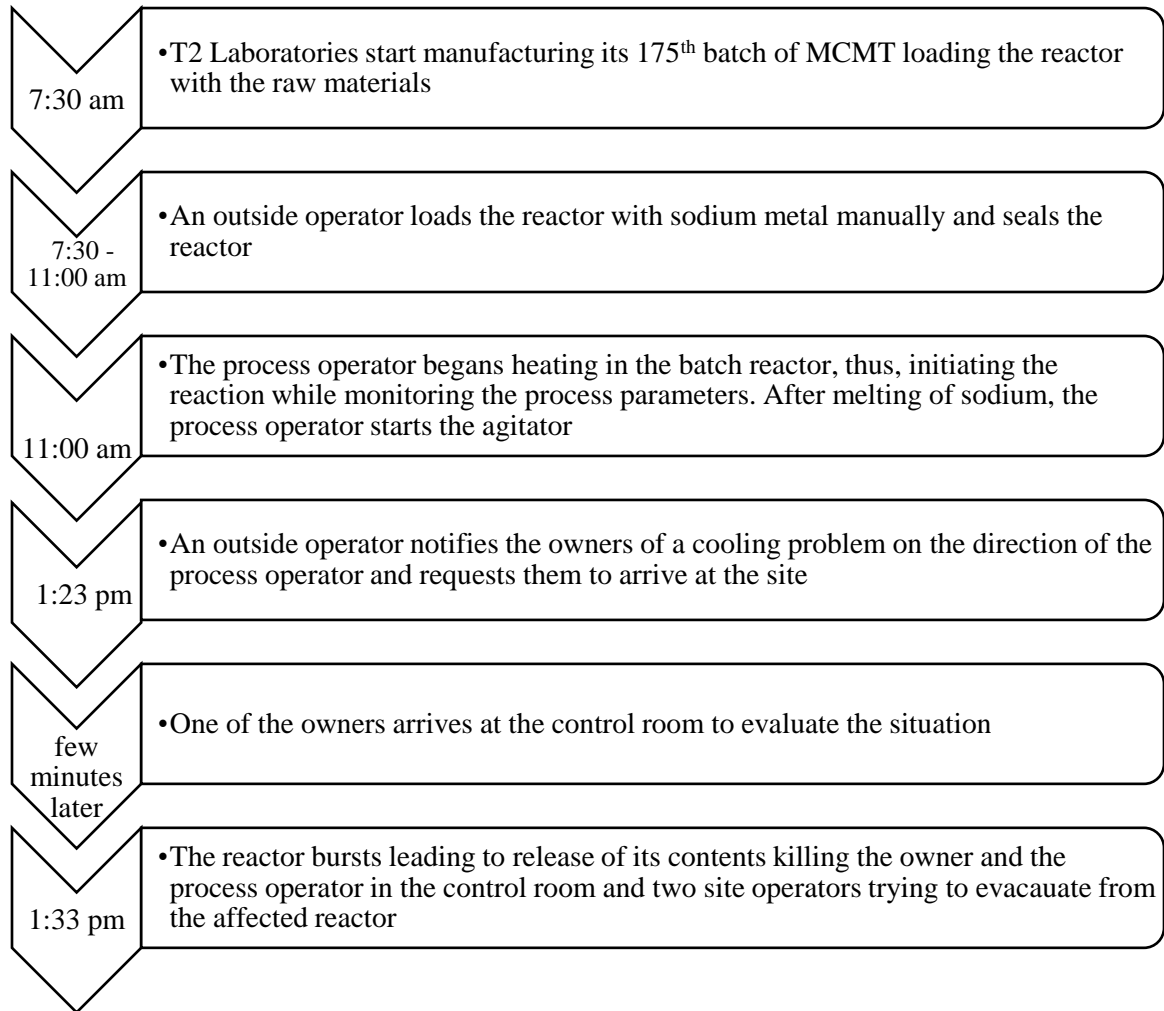 7:30 am
•T2 Laboratories start manufacturing its 175th batch of MCMT loading the reactor
with the raw materials
7:30 -
11:00 am
•An outside operator loads the reactor with sodium metal manually and seals the
reactor
11:00 am
•The process operator begans heating in the batch reactor, thus, initiating the
reaction while monitoring the process parameters. After melting of sodium, the
process operator starts the agitator
1:23 pm
•An outside operator notifies the owners of a cooling problem on the direction of the
process operator and requests them to arrive at the site
few
minutes
later
•One of the owners arrives at the control room to evaluate the situation
1:33 pm
•The reactor bursts leading to release of its contents killing the owner and the
process operator in the control room and two site operators trying to evacauate from
the affected reactor